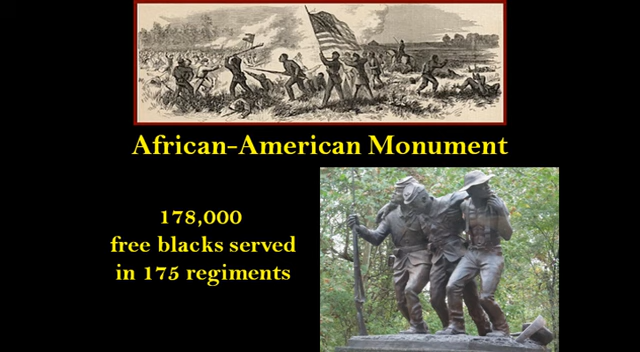 African-American Monument
178,000
free blacks served
in 175 regiments